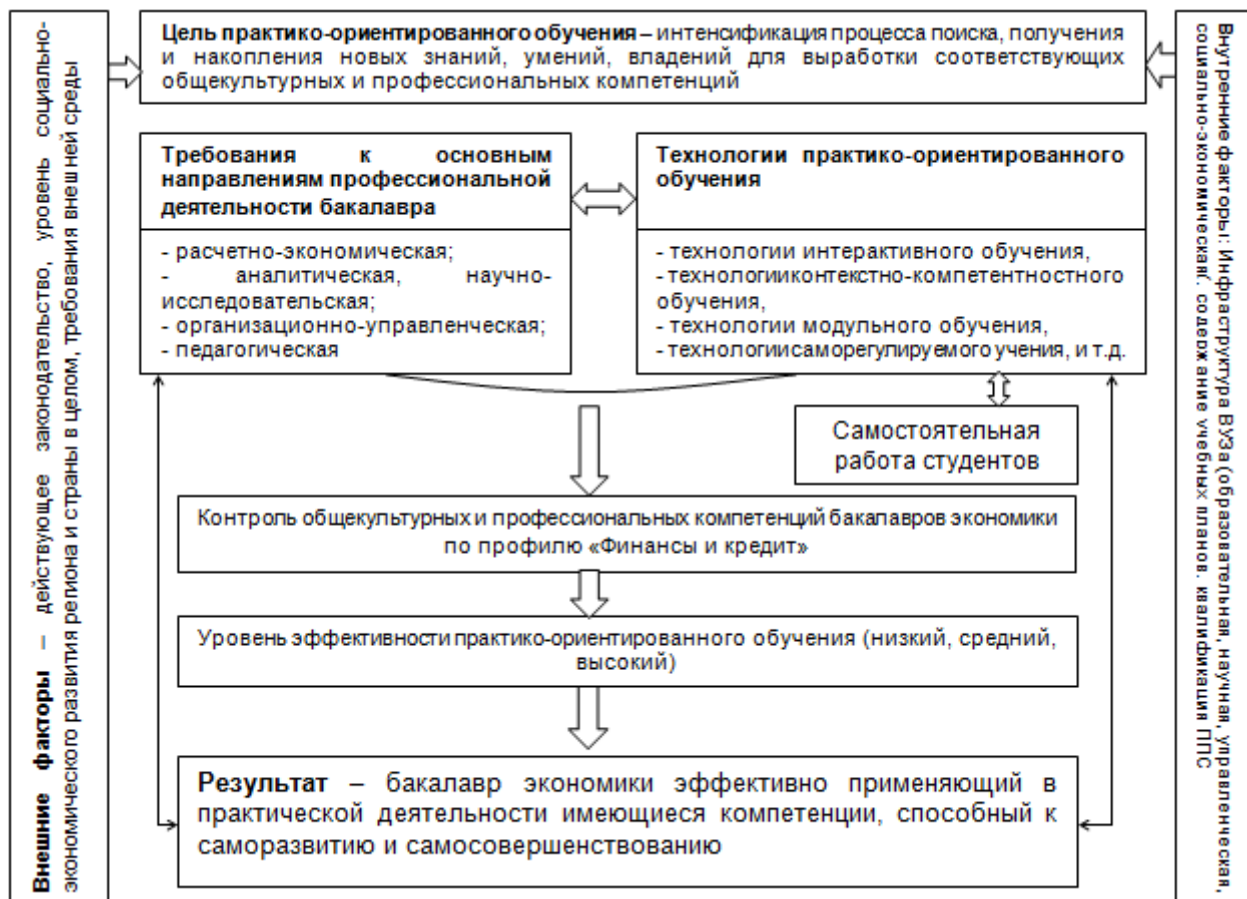 Внешние факторы – действующее законодательство, уровень социально-
экономического развития региона и страны в целом, требования внешней среды
Цель практико-ориентированного обучения – интенсификация процесса поиска, получения
и накопления новых знаний, умений, владений для выработки соответствующих
общекультурных и профессиональных компетенций
Требования к основным
направлениям профессиональной
деятельности бакалавра
- расчетно-экономическая;
- аналитическая, научно-
исследовательская;
- организационно-управленческая;
- педагогическая
Технологии практико-ориентированного
обучения
- технологии интерактивного обучения,
- технологии контекстно-компетентностного
обучения,
- технологии модульного обучения,
- технологии саморегулируемого учения, и т.д.
Самостоятельная
работа студентов
Контроль общекультурных и профессиональных компетенций бакалавров экономики
по профилю «Финансы и кредит»
Уровень эффективности практико-ориентированного обучения (низкий, средний,
высокий)
Результат – бакалавр экономики эффективно применяющий в
практической деятельности имеющиеся компетенции, способный к
саморазвитию и самосовершенствованию
Внутренние факторы: Инфраструктура ВУЗа (образовательная, научная, управленческая,
социально-экономическая(. содержание учебных планов. квалификация ППС